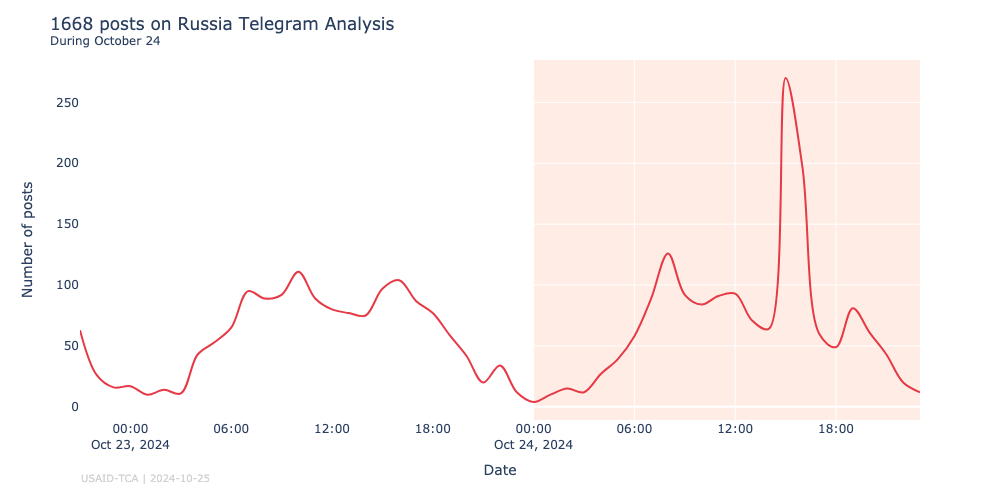 1668 posts on Russia Telegram Analysis
During October 24
Number of posts
250
200
150
100
50
0
00:00 06:00 12:00 18:00 00:00 06:00 12:00 18:00
Oct 23, 2024 Oct 24, 2024
Date
USAID-TCA | 2024-10-25